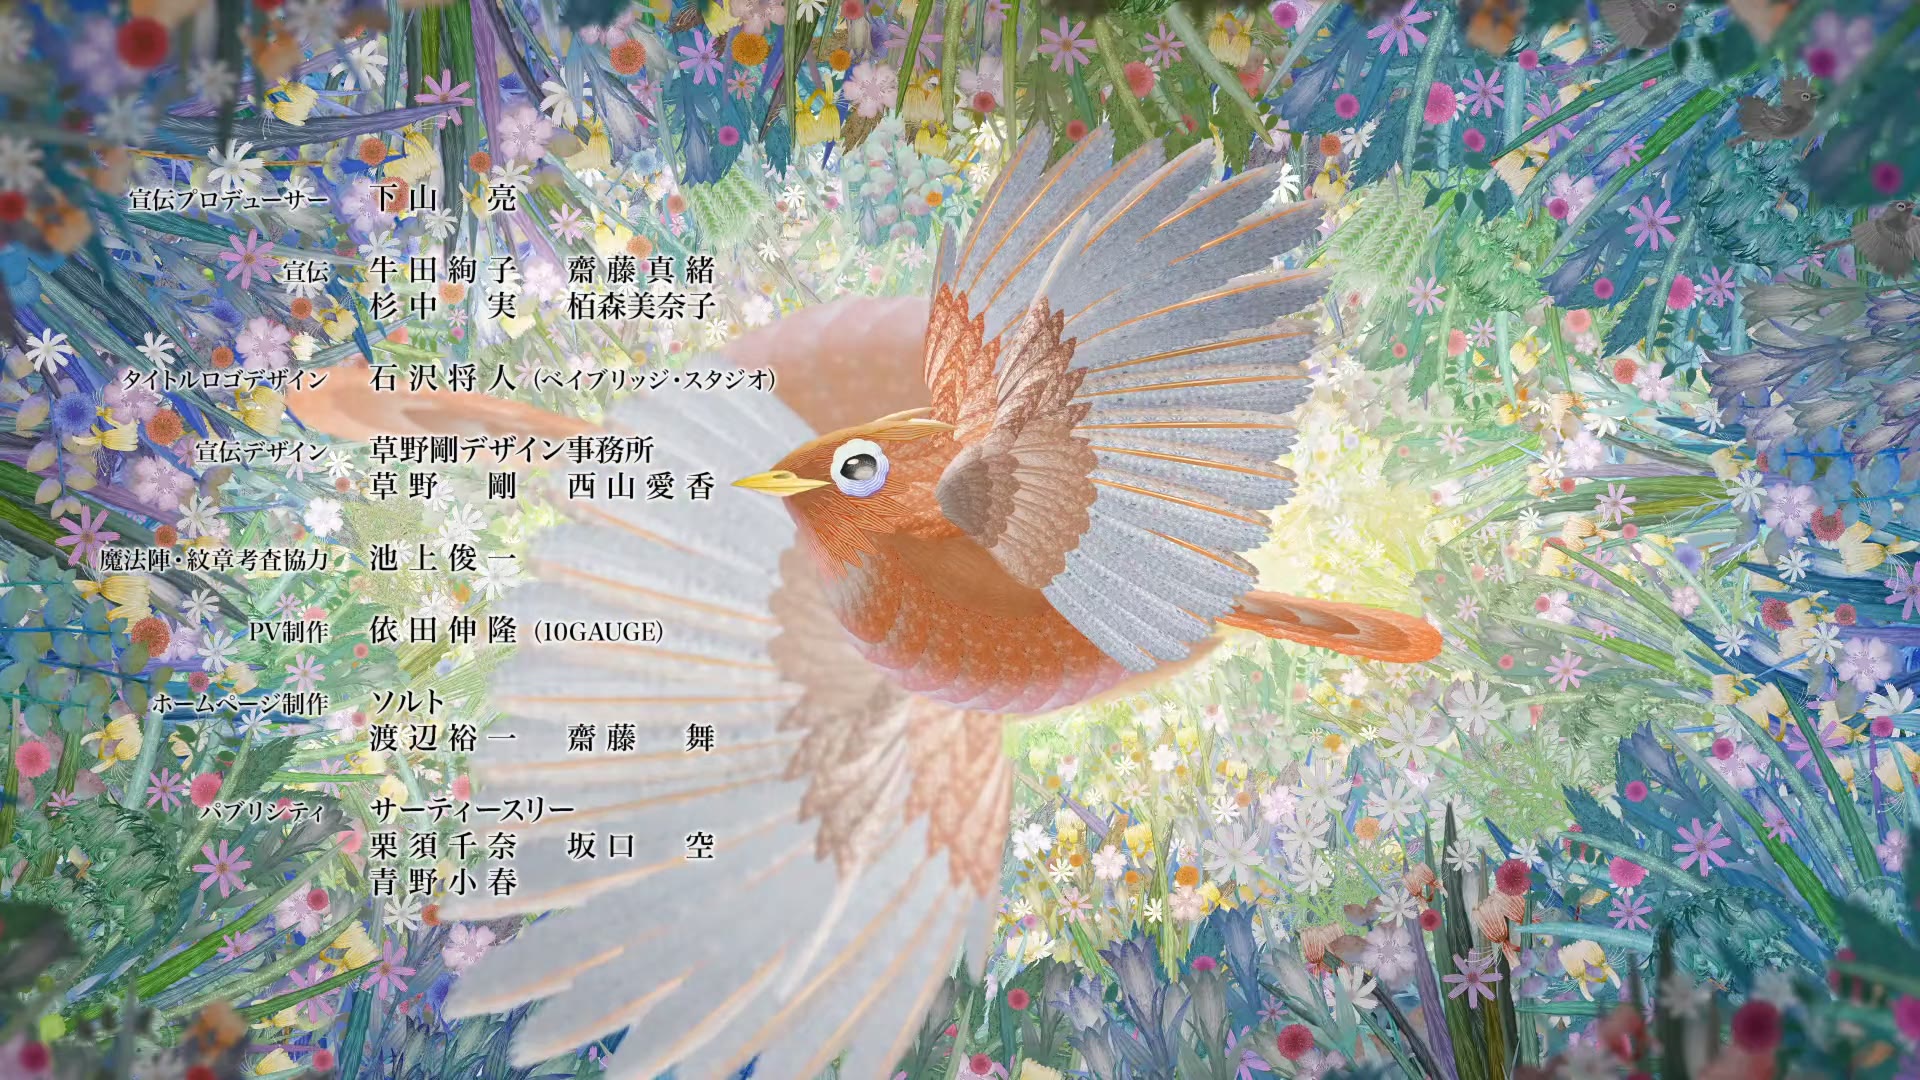 宣伝プロデューサー 下山 亮
宣伝 牛田絢子 齋藤真緒
杉中 実 栢森美奈子
タイトルロゴデザイン 石沢将人(ベイブリッジ・スタジオ)
宣伝デザイン 草野剛デザイン事務所
草野 剛 西山愛香
魔法陣・紋章考査協力 池上俊一
PV制作 依田伸隆(10GAUGE)
ホームページ制作 ソルト
渡辺裕一 齋藤 舞
パブリシティ サーティースリー
栗須千奈 坂口 空
青野小春